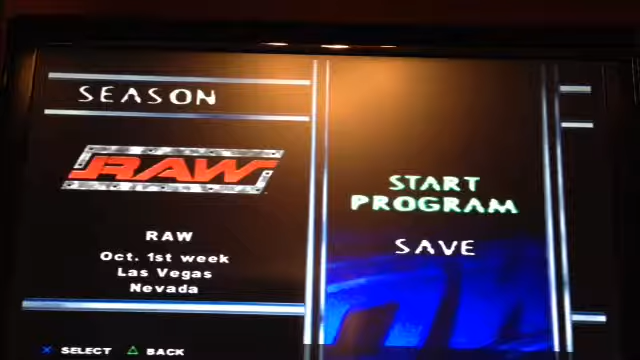 SEASON
RAW
RAW
Oct. 1st week
Las Vegas
Nevada
SELECT BACK
START
PROGRAM
SAVE